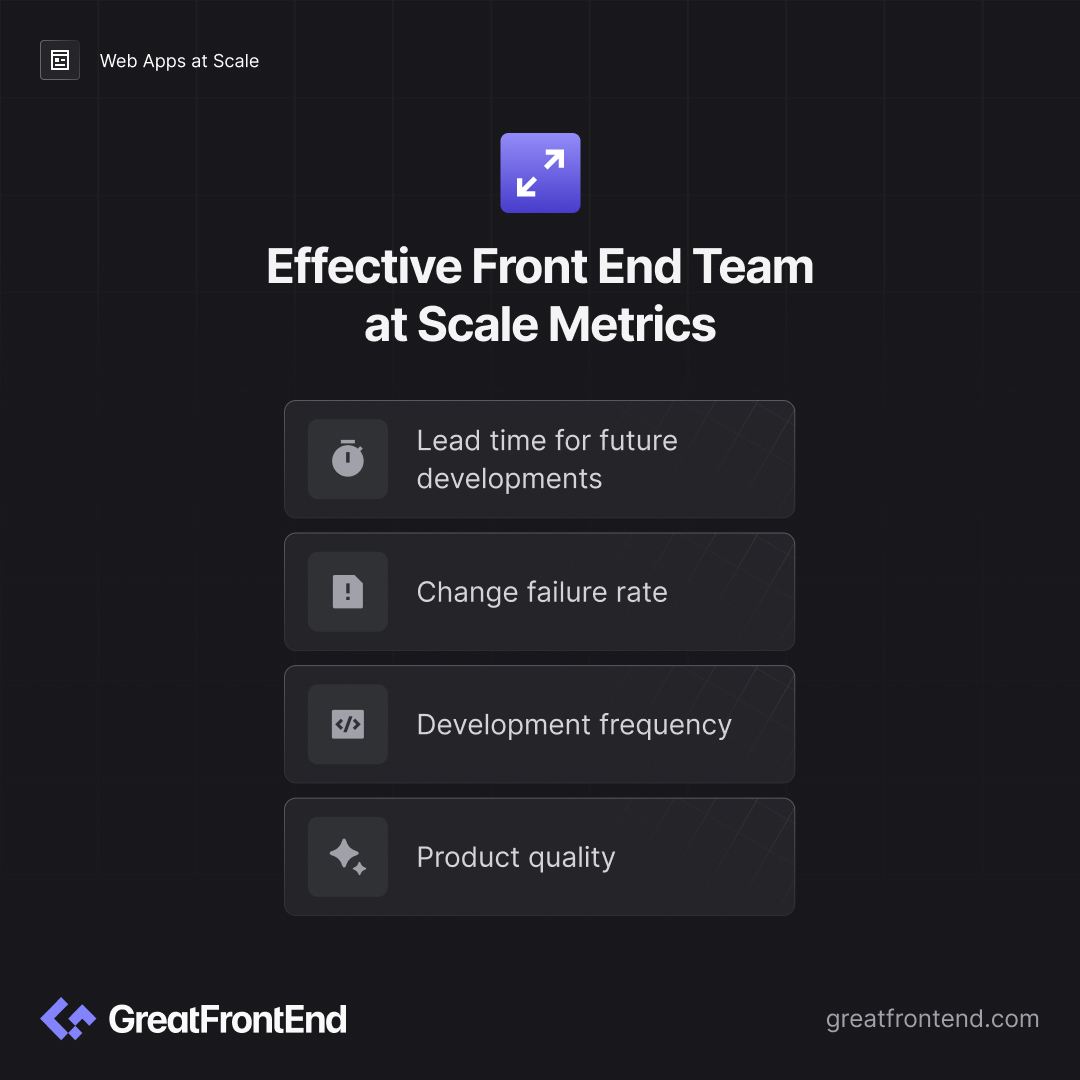 Web Apps at Scale
Effective Front End Team
at Scale Metrics
Lead time for future
developments
Change failure rate
Development frequency
Product quality
GreatFrontEnd
greatfrontend.com